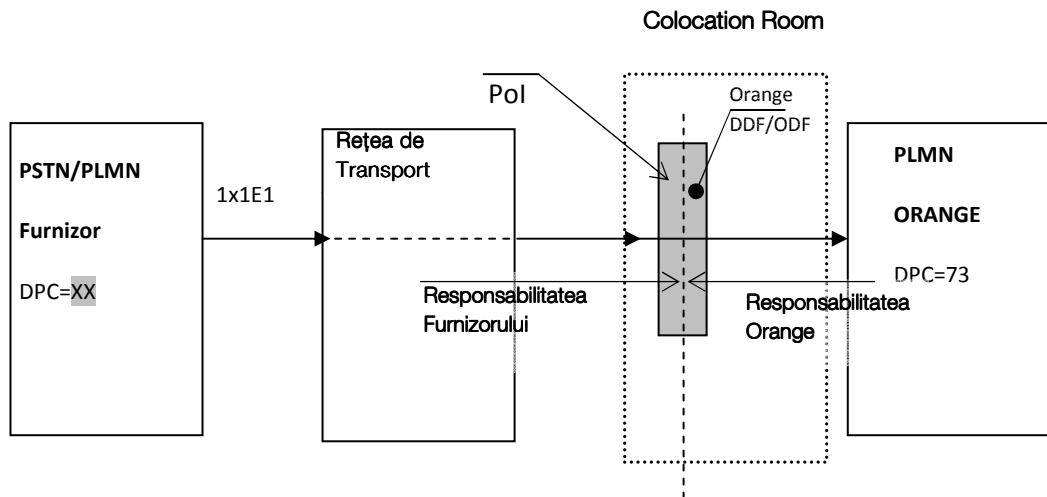 Colocation Room
PoI
Orange
DDF/ODF
PSTN/PLMN
Furnizor
DPC=XX
1x1E1
Rețea de
Transport
PLMN
ORANGE
DPC=73
Responsabilitatea
Furnizorului
Responsabilitatea
Orange